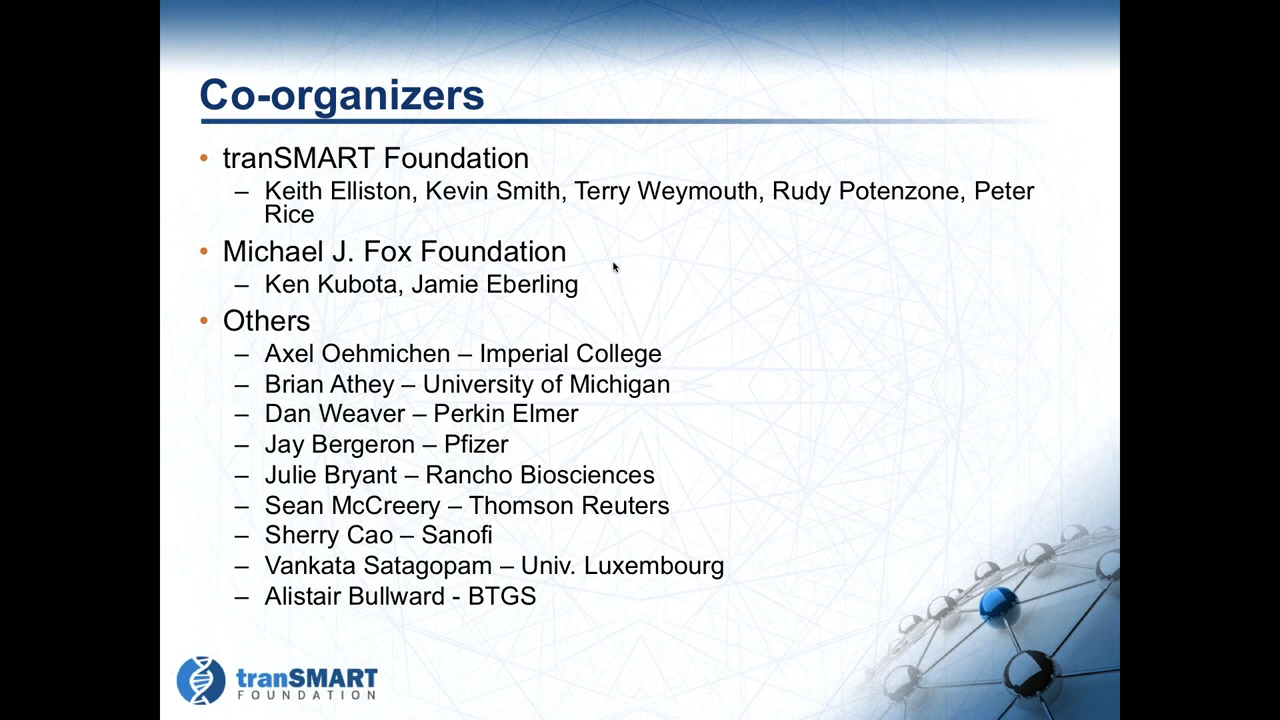 Co-organizers
• tranSMART Foundation
– Keith Elliston, Kevin Smith, Terry Weymouth, Rudy Potenzone, Peter
Rice
• Michael J. Fox Foundation
– Ken Kubota, Jamie Eberling
• Others
– Axel Oehmichen – Imperial College
– Brian Athey – University of Michigan
– Dan Weaver – Perkin Elmer
– Jay Bergeron – Pfizer
– Julie Bryant – Rancho Biosciences
– Sean McCreery – Thomson Reuters
– Sherry Cao – Sanofi
– Vankata Satagopam – Univ. Luxembourg
– Alistair Bullward - BTGS
tranSMART
FOUNDATION